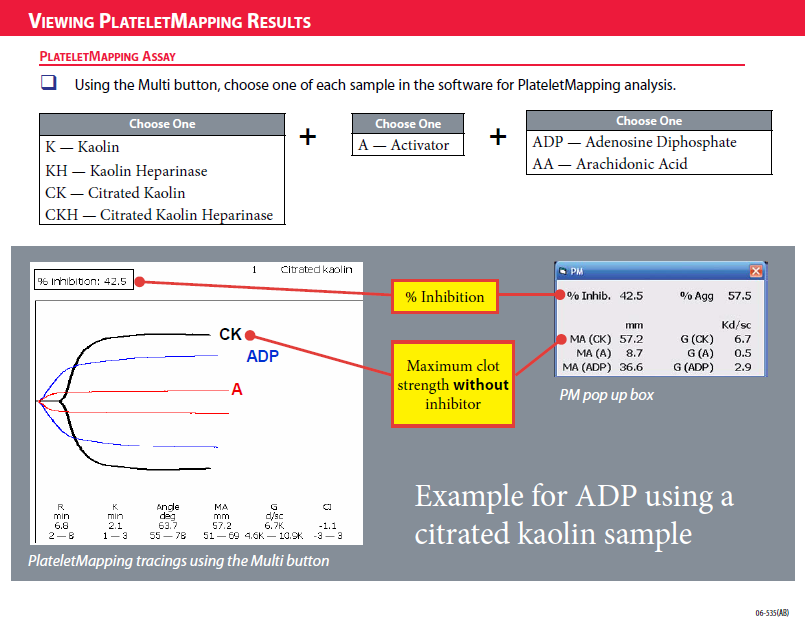 VIEWING PLATELETMAPPING RESULTS
PLATELETMAPPING ASSAY
Using the Multi button, choose one of each sample in the software for PlateletMapping analysis.
Choose One
K — Kaolin
KH — Kaolin Heparinase
CK — Citrated Kaolin
CKH — Citrated Kaolin Heparinase
+
Choose One
A — Activator
+
Choose One
ADP — Adenosine Diphosphate
AA — Arachidonic Acid
% Inhibition: 42.5
1 Citrated kaolin
CK
ADP
A
R K Angle MA G CI
min min deg mm d/sc
6.8 2.1 63.7 57.2 6.7K -1.1
2 — 8 1 — 3 55 — 78 51 — 69 4.6K — 10.9K -3 — 3
PlateletMapping tracings using the Multi button
% Inhibition
Maximum clot
strength without
inhibitor
PM
% Inhib. 42.5 % Agg 57.5
mm Kd/sc
MA (CK) 57.2 G (CK) 6.7
MA (A) 8.7 G (A) 0.5
MA (ADP) 36.6 G (ADP) 2.9
PM pop up box
Example for ADP using a
citrated kaolin sample
06-535(AB)